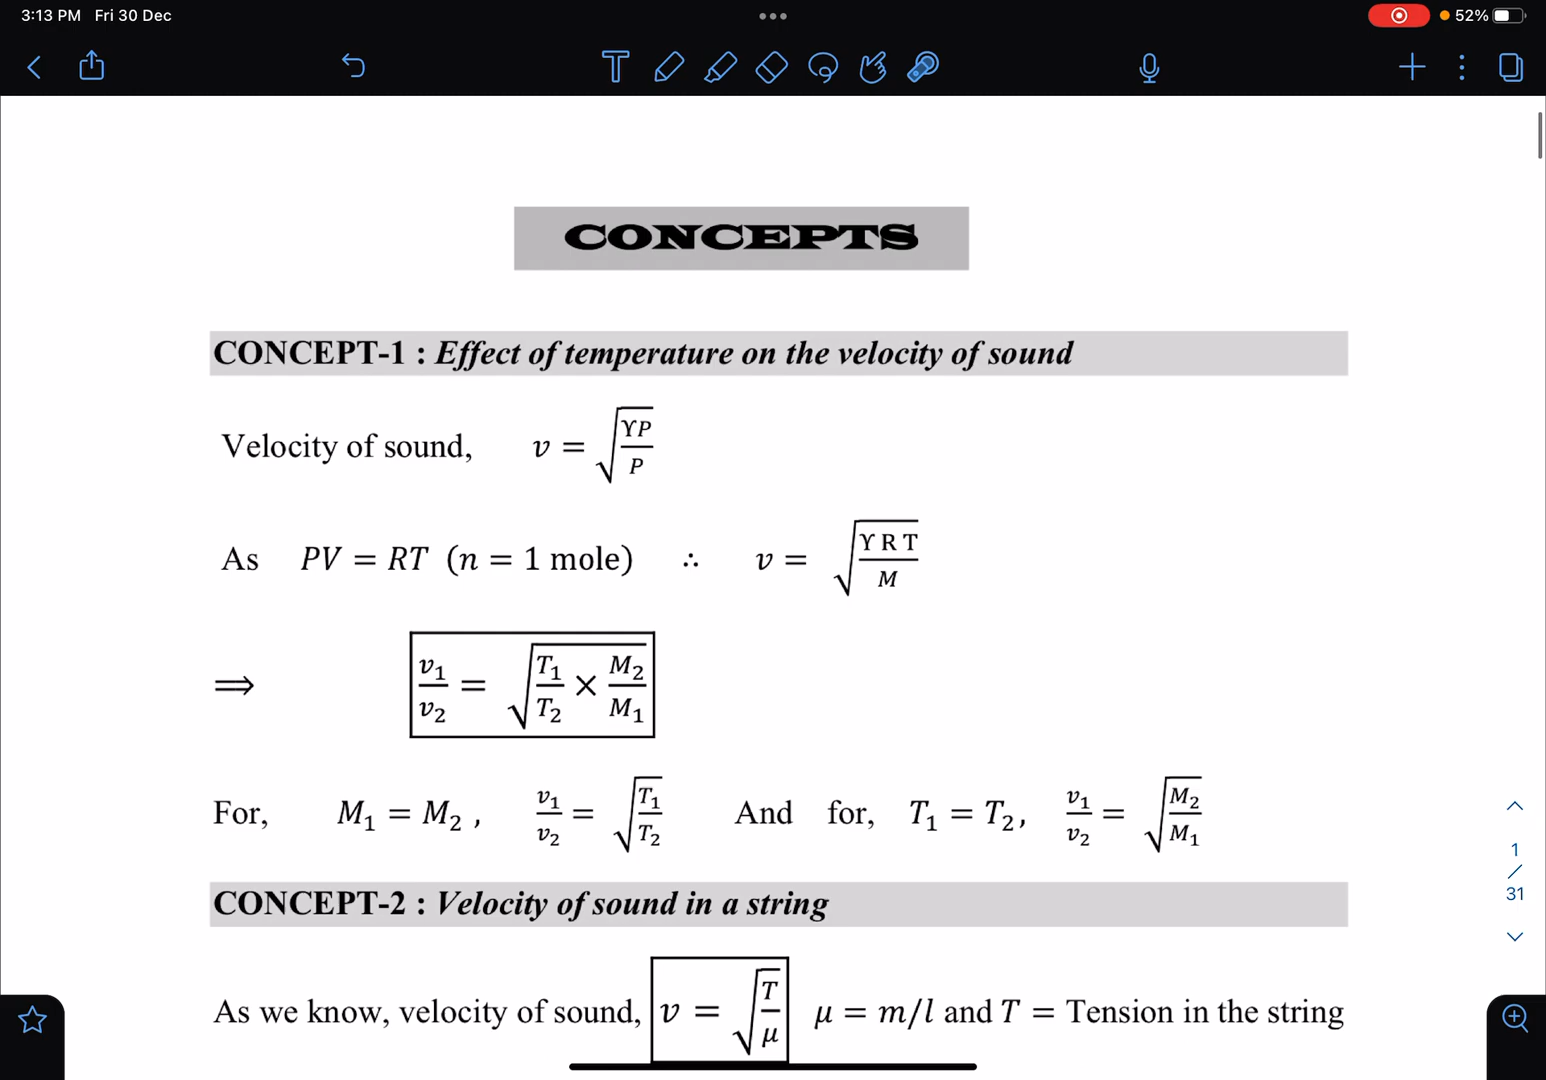 3:13 PM Fri 30 Dec
52%
CONCEPTS
CONCEPT-1 : Effect of temperature on the velocity of sound
Velocity of sound, v = √(ϒP/P)
As PV = RT (n = 1 mole) ∴ v = √(ϒ R T/M)
⟹ v₁/v₂ = √(T₁/T₂ × M₂/M₁)
For, M₁ = M₂ , v₁/v₂ = √(T₁/T₂) And for, T₁ = T₂, v₁/v₂ = √(M₂/M₁)
1
/
31
CONCEPT-2 : Velocity of sound in a string
As we know, velocity of sound, v = √(T/μ) μ = m/l and T = Tension in the string